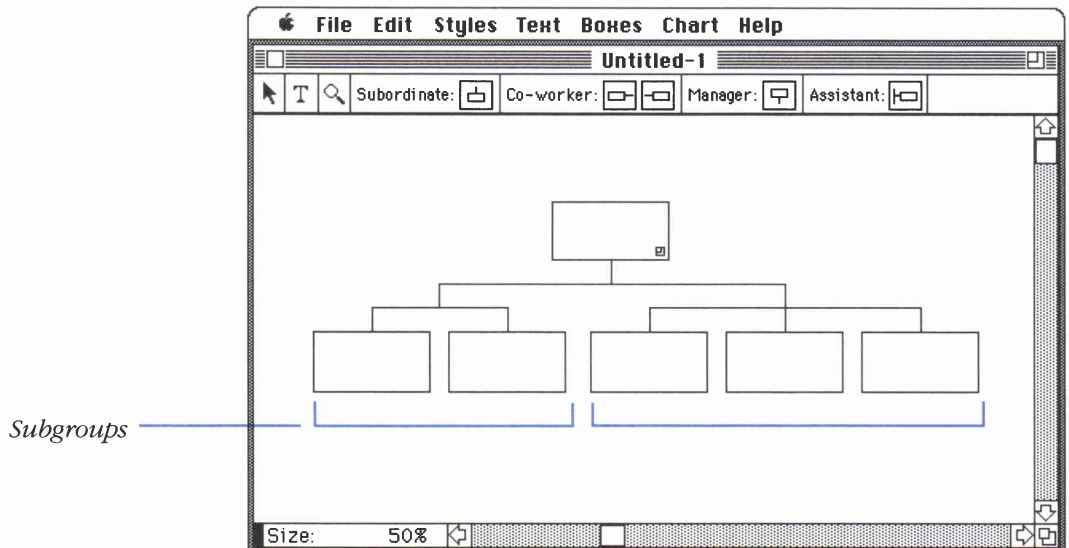 File Edit Styles Text Boxes Chart Help
Untitled-1
T Subordinate: Co-worker: Manager: Assistant:
Subgroups
Size: 50%